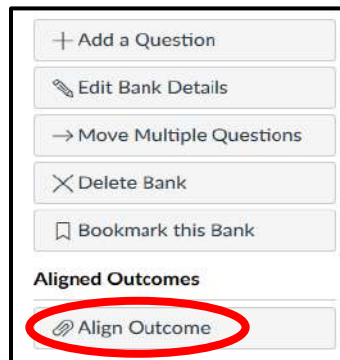 Add a Question
Edit Bank Details
Move Multiple Questions
Delete Bank
Bookmark this Bank
Aligned Outcomes
Align Outcome